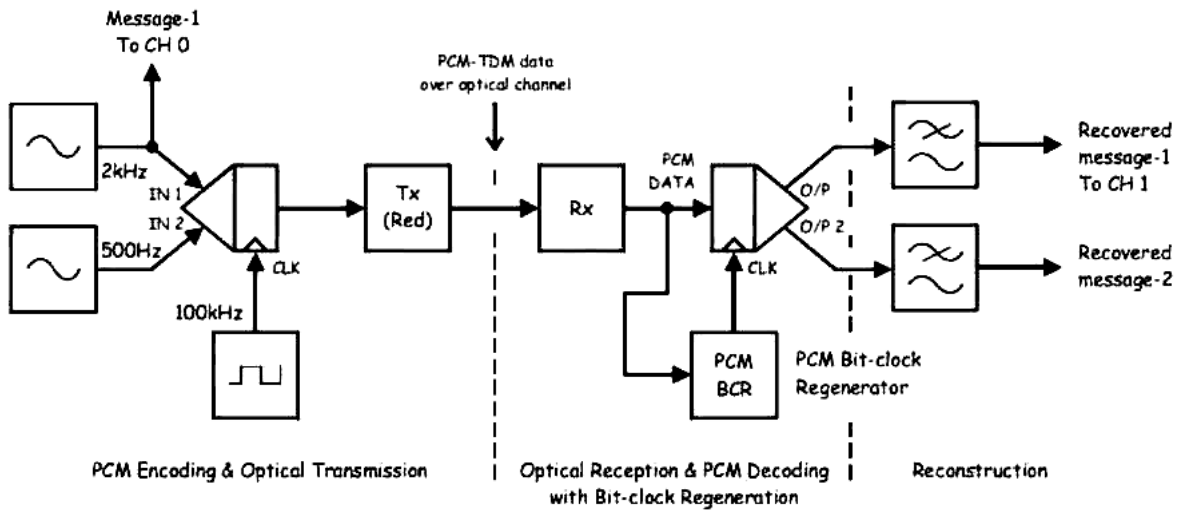 Message-1
To CH 0
PCM-TDM data
over optical channel
2kHz
IN 1
IN 2
500Hz
CLK
100kHz
Tx
(Red)
Rx
PCM
DATA
CLK
PCM
BCR
PCM Bit-clock
Regenerator
O/P
O/P 2
Recovered
message-1
To CH 1
Recovered
message-2
PCM Encoding & Optical Transmission
Optical Reception & PCM Decoding
with Bit-clock Regeneration
Reconstruction